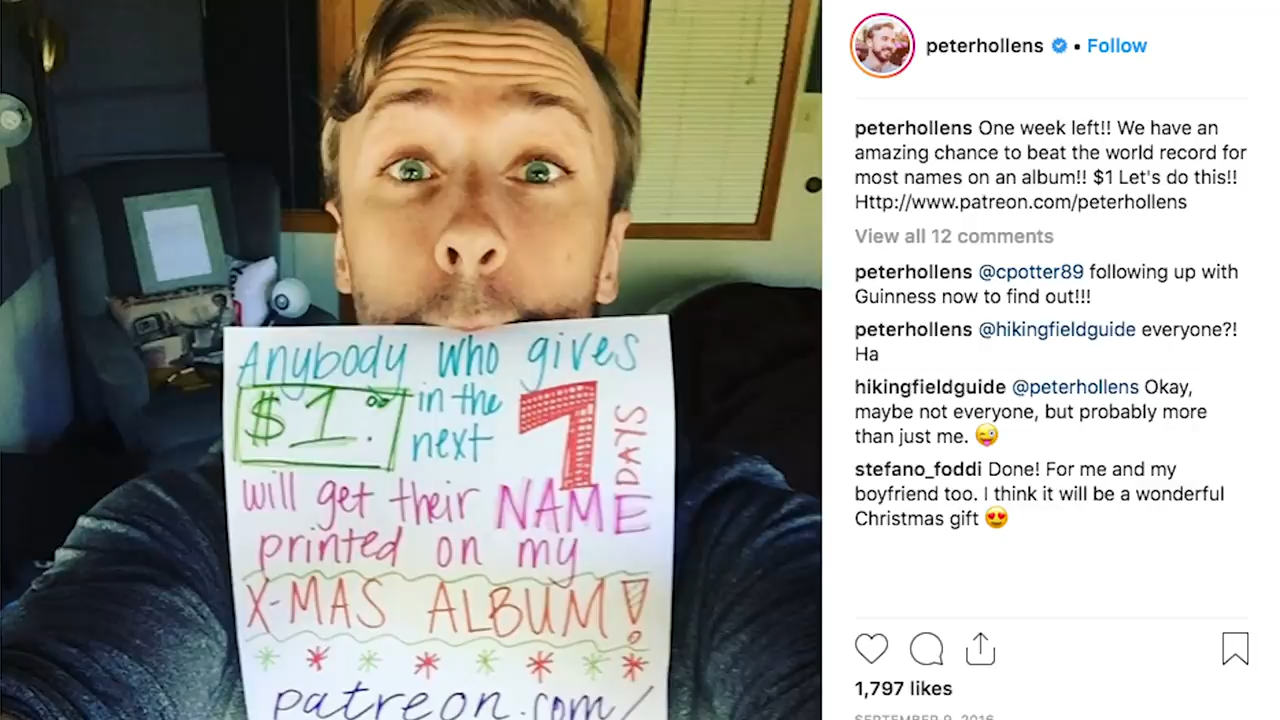 Anybody who gives
$1.00 in the next 7 DAYS
will get their NAME
printed on my
X-MAS ALBUM!
patreon.com/
peterhollens • Follow
peterhollens One week left!! We have an
amazing chance to beat the world record for
most names on an album!! $1 Let's do this!!
Http://www.patreon.com/peterhollens
View all 12 comments
peterhollens @cpotter89 following up with
Guinness now to find out!!!
peterhollens @hikingfieldguide everyone?!
Ha
hikingfieldguide @peterhollens Okay,
maybe not everyone, but probably more
than just me. 😜
stefano_foddi Done! For me and my
boyfriend too. I think it will be a wonderful
Christmas gift 😍
1,797 likes
SEPTEMBER 9, 2016